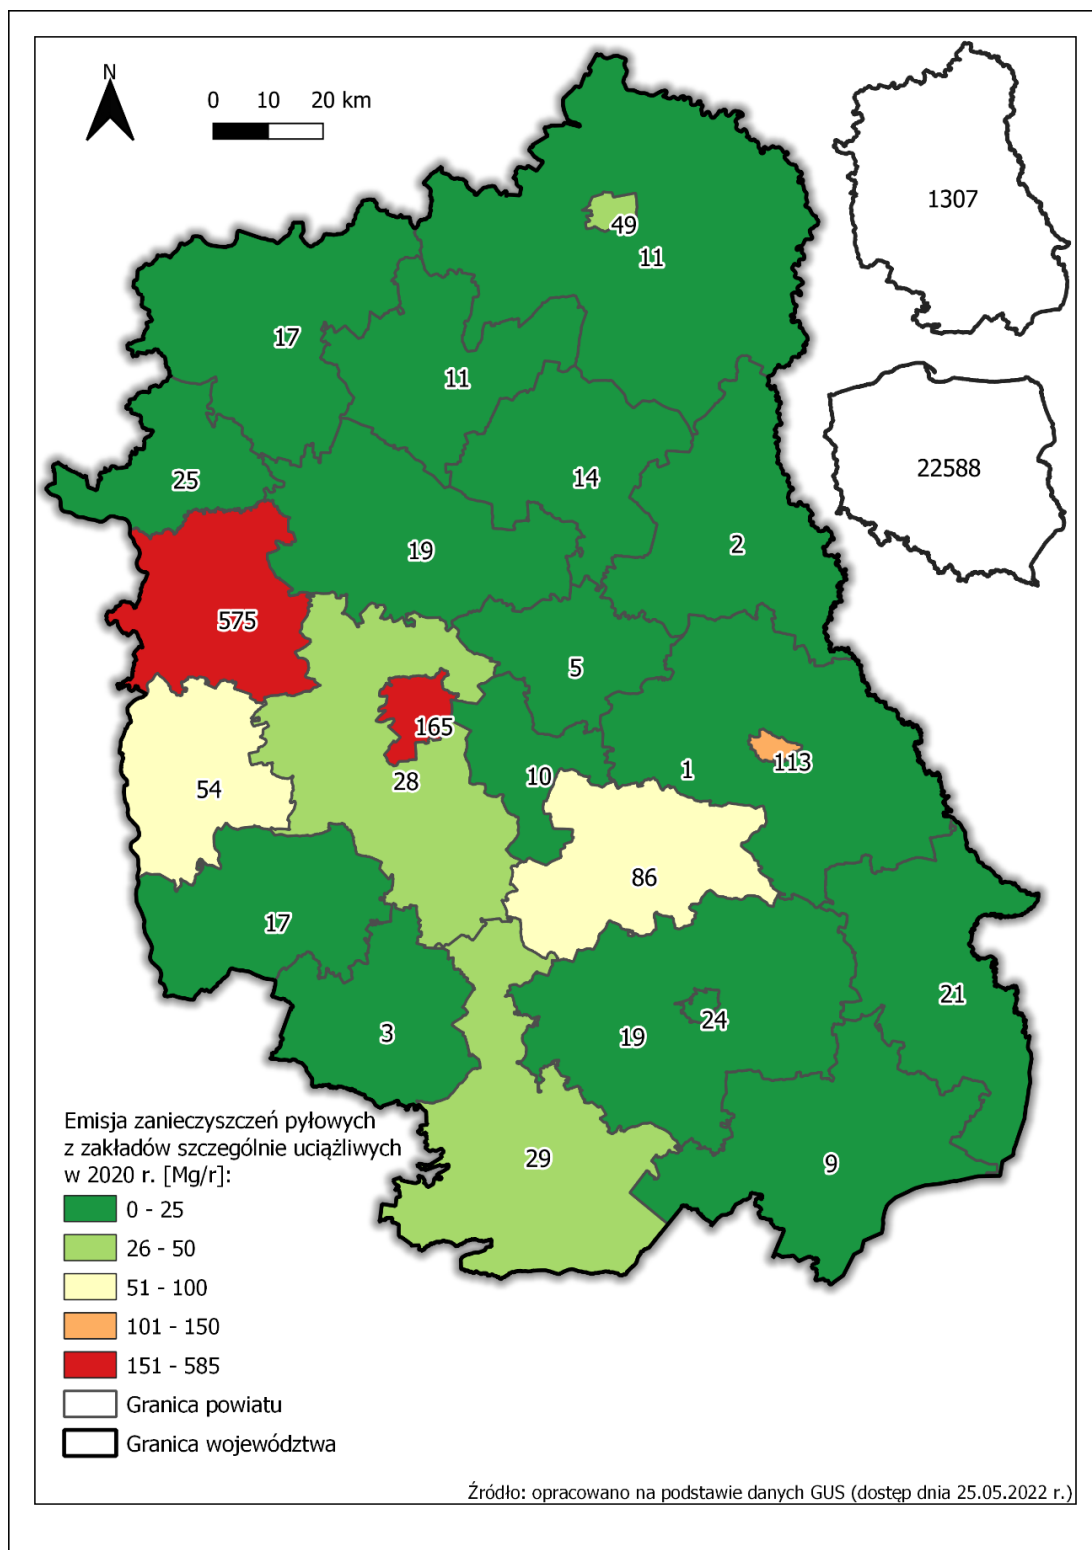 N
0 10 20 km
1307
49
11
17
11
22588
25
14
19
2
575
5
165
113
1
10
28
54
86
17
21
24
19
3
29
9
Emisja zanieczyszczeń pyłowych
z zakładów szczególnie uciążliwych
w 2020 r. [Mg/r]:
0 - 25
26 - 50
51 - 100
101 - 150
151 - 585
Granica powiatu
Granica województwa
Źródło: opracowano na podstawie danych GUS (dostęp dnia 25.05.2022 r.)